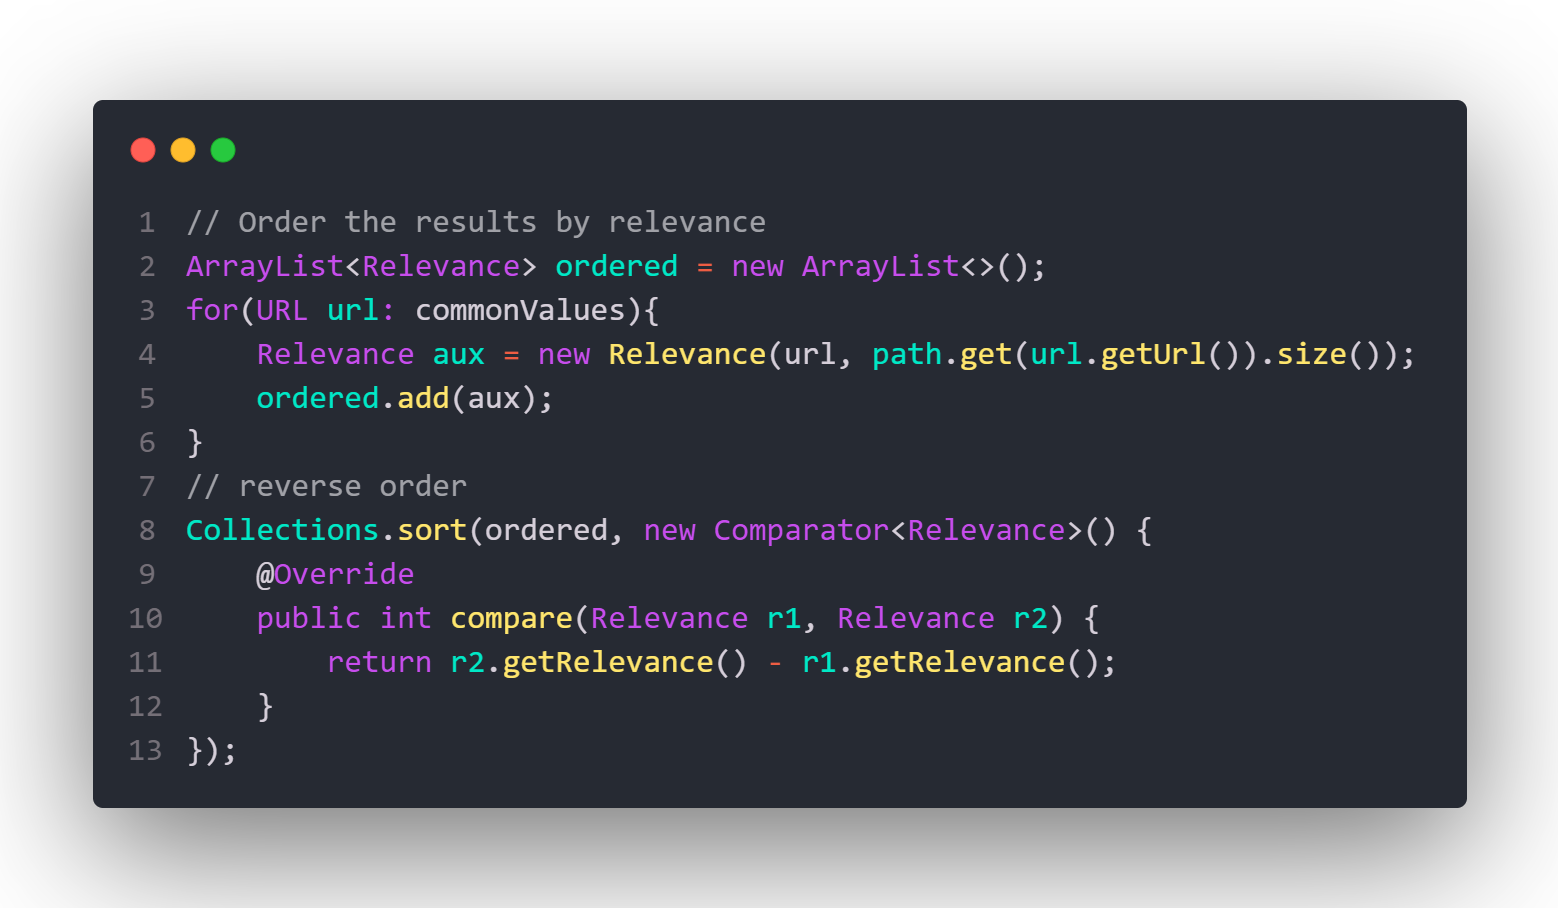 1 // Order the results by relevance
2 ArrayList<Relevance> ordered = new ArrayList<>();
3 for(URL url: commonValues){
4     Relevance aux = new Relevance(url, path.get(url.getUrl()).size());
5     ordered.add(aux);
6 }
7 // reverse order
8 Collections.sort(ordered, new Comparator<Relevance>() {
9     @Override
10     public int compare(Relevance r1, Relevance r2) {
11         return r2.getRelevance() - r1.getRelevance();
12     }
13 });